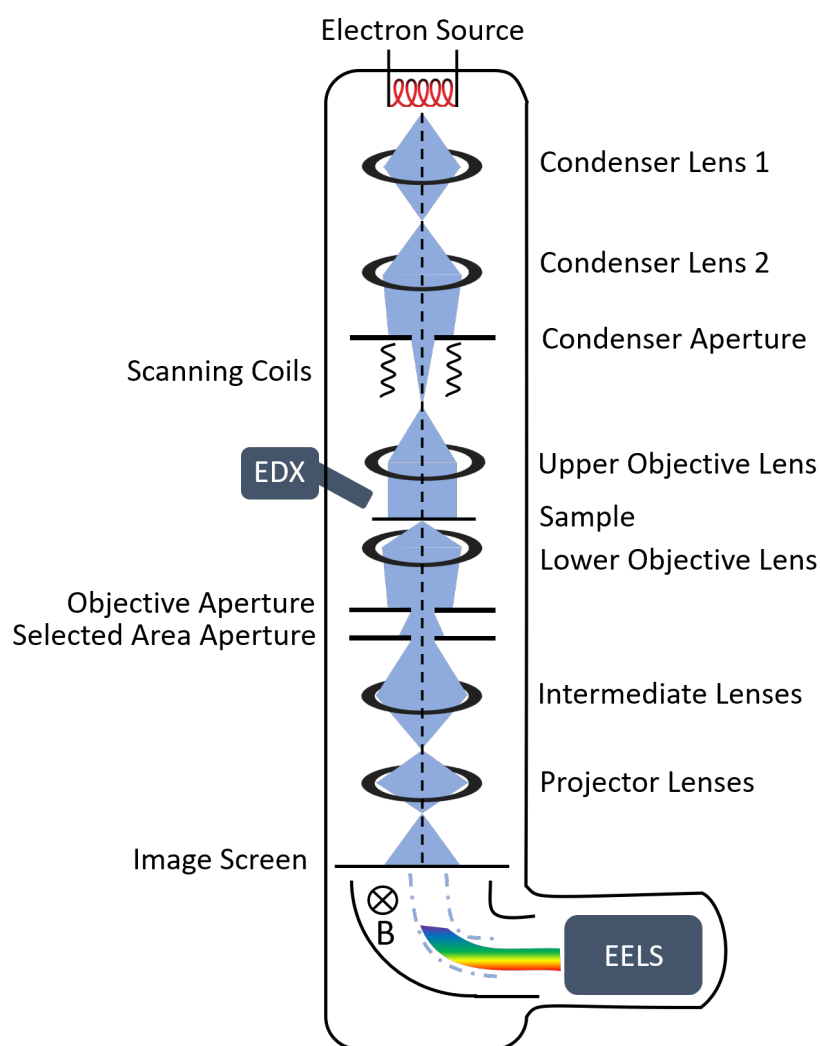 Electron Source
Condenser Lens 1
Condenser Lens 2
Condenser Aperture
Scanning Coils
EDX
Upper Objective Lens
Sample
Lower Objective Lens
Objective Aperture
Selected Area Aperture
Intermediate Lenses
Projector Lenses
Image Screen
B
EELS